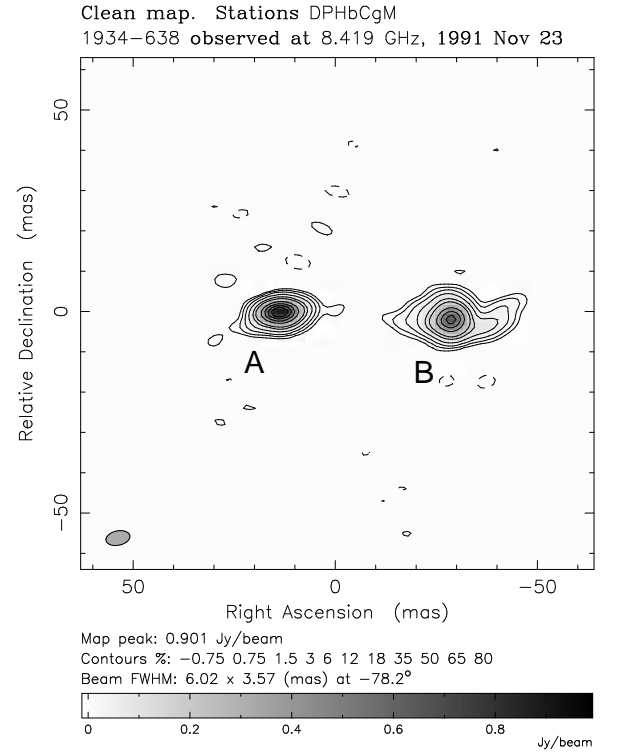 Clean map. Stations DPHbCgM
1934−638 observed at 8.419 GHz, 1991 Nov 23
50
0
−50
Relative Declination (mas)
A
B
50
0
−50
Right Ascension (mas)
Map peak: 0.901 Jy/beam
Contours %: −0.75 0.75 1.5 3 6 12 18 35 50 65 80
Beam FWHM: 6.02 x 3.57 (mas) at −78.2°
0
0.2
0.4
0.6
0.8
Jy/beam